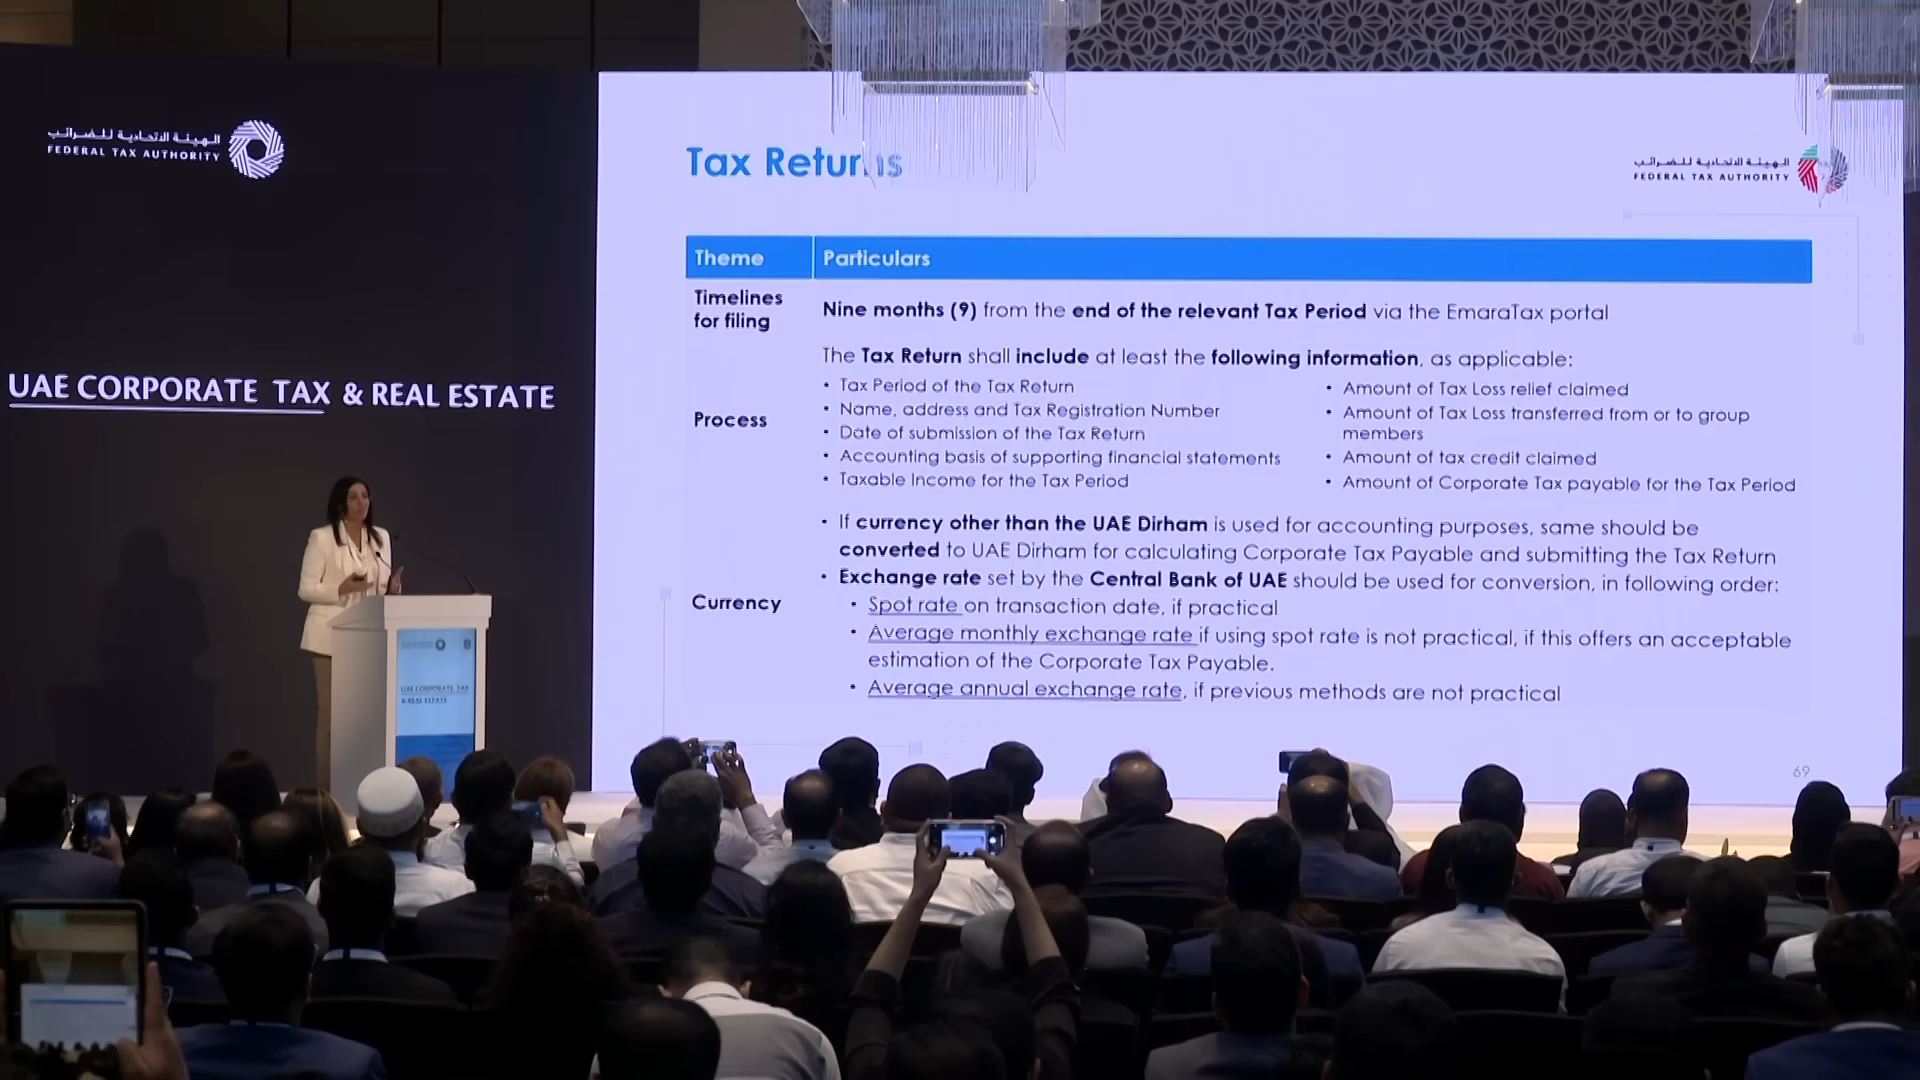 الهيئة الاتحادية للضرائب
FEDERAL TAX AUTHORITY
UAE CORPORATE TAX & REAL ESTATE
Tax Returns
الهيئة الاتحادية للضرائب
FEDERAL TAX AUTHORITY
Theme
Particulars
Timelines
for filing
Nine months (9) from the end of the relevant Tax Period via the EmaraTax portal
Process
The Tax Return shall include at least the following information, as applicable:
• Tax Period of the Tax Return
• Name, address and Tax Registration Number
• Date of submission of the Tax Return
• Accounting basis of supporting financial statements
• Taxable Income for the Tax Period
• Amount of Tax Loss relief claimed
• Amount of Tax Loss transferred from or to group
members
• Amount of tax credit claimed
• Amount of Corporate Tax payable for the Tax Period
Currency
• If currency other than the UAE Dirham is used for accounting purposes, same should be
converted to UAE Dirham for calculating Corporate Tax Payable and submitting the Tax Return
• Exchange rate set by the Central Bank of UAE should be used for conversion, in following order:
• Spot rate on transaction date, if practical
• Average monthly exchange rate if using spot rate is not practical, if this offers an acceptable
estimation of the Corporate Tax Payable.
• Average annual exchange rate, if previous methods are not practical
69
UAE CORPORATE TAX
& REAL ESTATE